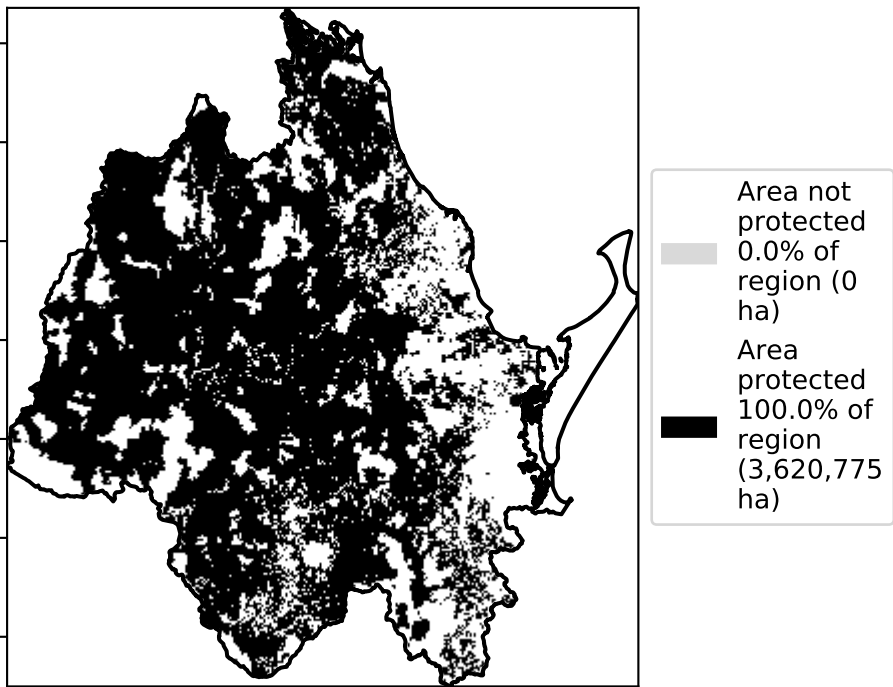 Area not
protected
0.0% of
region (0
ha)
Area
protected
100.0% of
region
(3,620,775
ha)